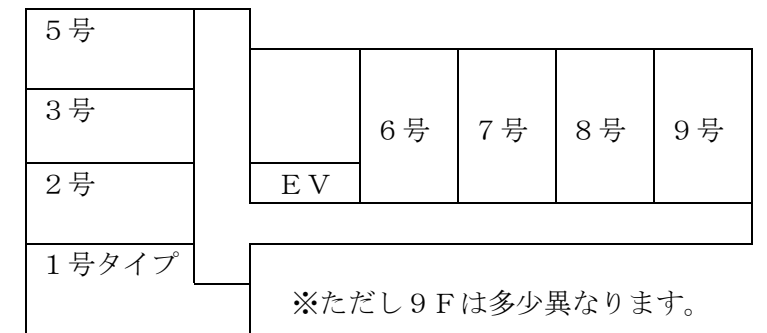 ５号
３号
６号
７号
８号
９号
２号
ＥＶ
１号タイプ
※ただし９Ｆは多少異なります。